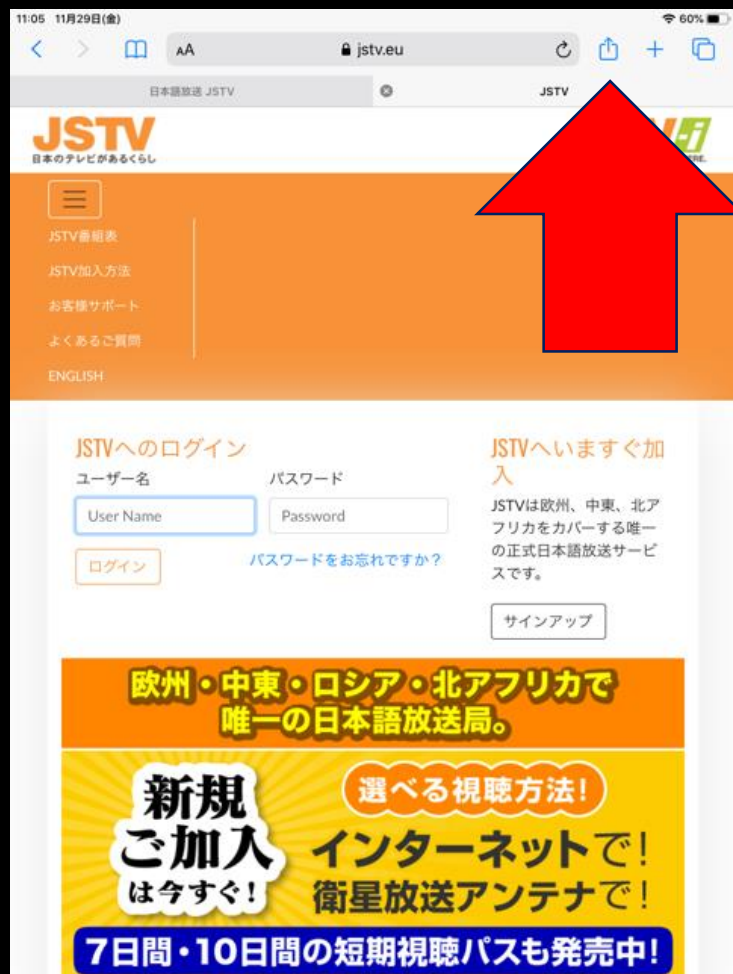 11:05 11月29日(金)
60%
AA
jstv.eu
日本語放送 JSTV
JSTV
JSTV
日本のテレビがあるくらし
-i
JSTV番組表
JSTV加入方法
お客様サポート
よくあるご質問
ENGLISH
JSTVへのログイン
ユーザー名
パスワード
User Name
Password
ログイン
パスワードをお忘れですか？
JSTVへいますぐ加
入
JSTVは欧州、中東、北ア
フリカをカバーする唯一
の正式日本語放送サービ
スです。
サインアップ
欧州・中東・ロシア・北アフリカで
唯一の日本語放送局。
新規
ご加入
は今すぐ!
選べる視聴方法!
インターネットで!
衛星放送アンテナで!
7日間・10日間の短期視聴パスも発売中!